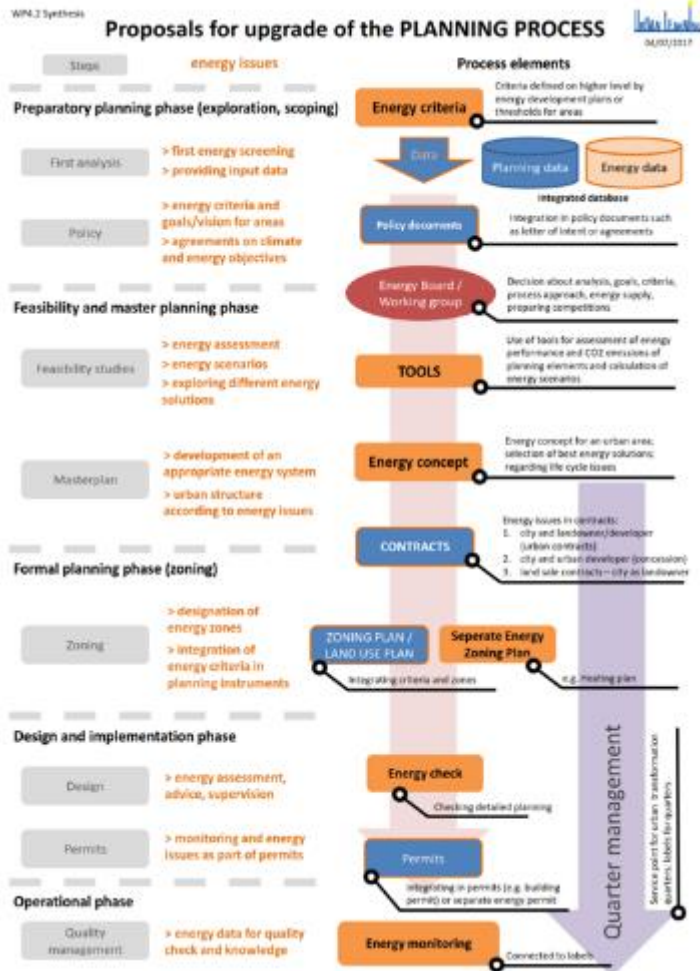 WP4.2 Synthesis
Proposals for upgrade of the PLANNING PROCESS
04/07/2017
Steps
energy issues
Process elements
Preparatory planning phase (exploration, scoping)
Energy criteria
Criteria defined on higher level by
energy development plans or
thresholds for areas
First analysis
> first energy screening
> providing input data
Data
Planning data
Energy data
Integrated database
Policy
> energy criteria and
goals/vision for areas
> agreements on climate
and energy objectives
Policy documents
Integration in policy documents such
as letter of intent or agreements
Energy Board /
Working group
Decision about analysis, goals, criteria,
process approach, energy supply,
preparing competitions
Feasibility and master planning phase
Feasibility studies
> energy assessment
> energy scenarios
> exploring different energy
solutions
TOOLS
Use of tools for assessment of energy
performance and CO2 emissions of
planning elements and calculation of
energy scenarios
Masterplan
> development of an
appropriate energy system
> urban structure
according to energy issues
Energy concept
Energy concept for an urban area;
selection of best energy solutions;
regarding life cycle issues
CONTRACTS
Energy issues in contracts:
1. city and landowner/developer
(urban contracts)
2. city and urban developer (concession)
3. land sale contracts – city as landowner
Formal planning phase (zoning)
Zoning
> designation of
energy zones
> integration of
energy criteria in
planning instruments
ZONING PLAN /
LAND USE PLAN
Integrating criteria and zones
Seperate Energy
Zoning Plan
e.g. Heating plan
Design and implementation phase
Design
> energy assessment,
advice, supervision
Energy check
Checking detailed planning
Permits
> monitoring and energy
issues as part of permits
Permits
Integrating in permits (e.g. building
permit) or separate energy permit
Quarter management
Service point for urban transformation
quarters, labels for quarters
Operational phase
Quality
management
> energy data for quality
check and knowledge
Energy monitoring
Connected to labels